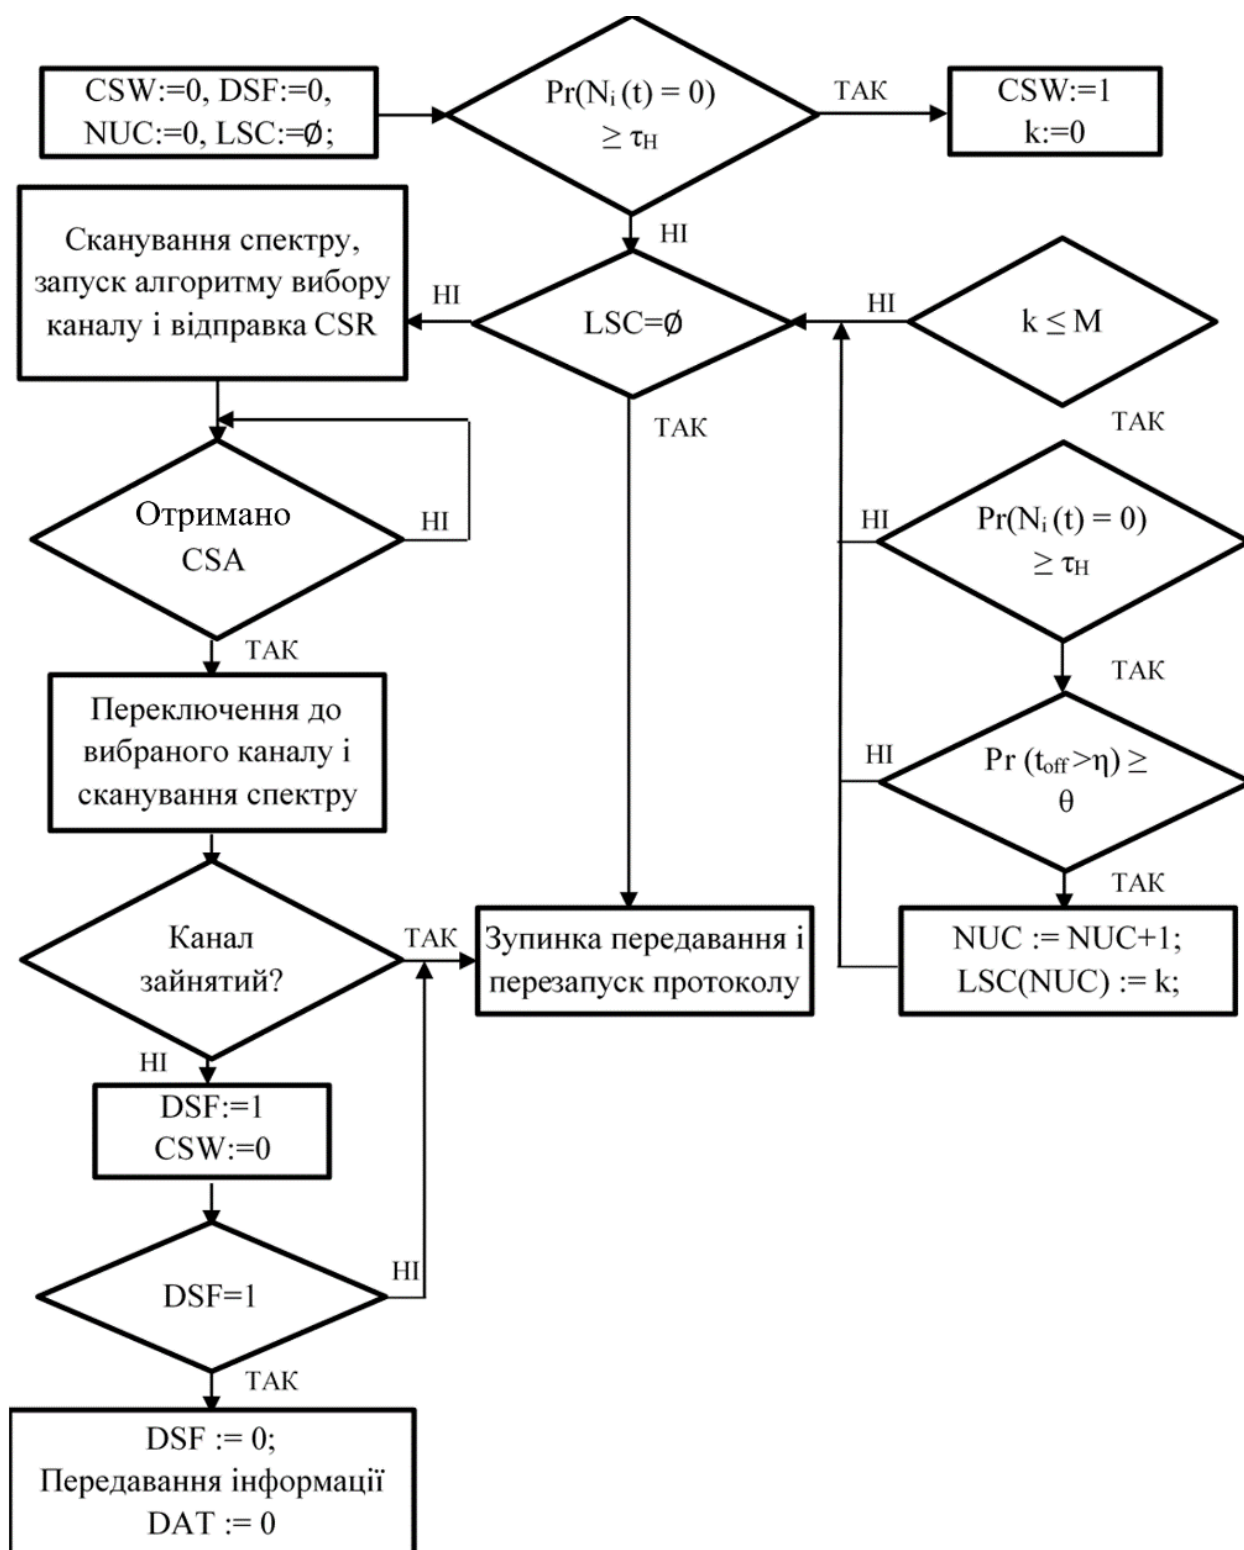 CSW:=0, DSF:=0,
NUC:=0, LSC:=∅;
Pr(Nᵢ (t) = 0)
≥ τH
ТАК
CSW:=1
k:=0
НІ
Сканування спектру,
запуск алгоритму вибору
каналу і відправка CSR
НІ
LSC=∅
НІ
k ≤ M
ТАК
ТАК
Отримано
CSA
НІ
НІ
Pr(Nᵢ (t) = 0)
≥ τH
ТАК
ТАК
Переключення до
вибраного каналу і
сканування спектру
НІ
Pr (toff >η) ≥
θ
ТАК
Канал
зайнятий?
ТАК
Зупинка передавання і
перезапуск протоколу
NUC := NUC+1;
LSC(NUC) := k;
НІ
DSF:=1
CSW:=0
DSF=1
НІ
ТАК
DSF := 0;
Передавання інформації
DAT := 0